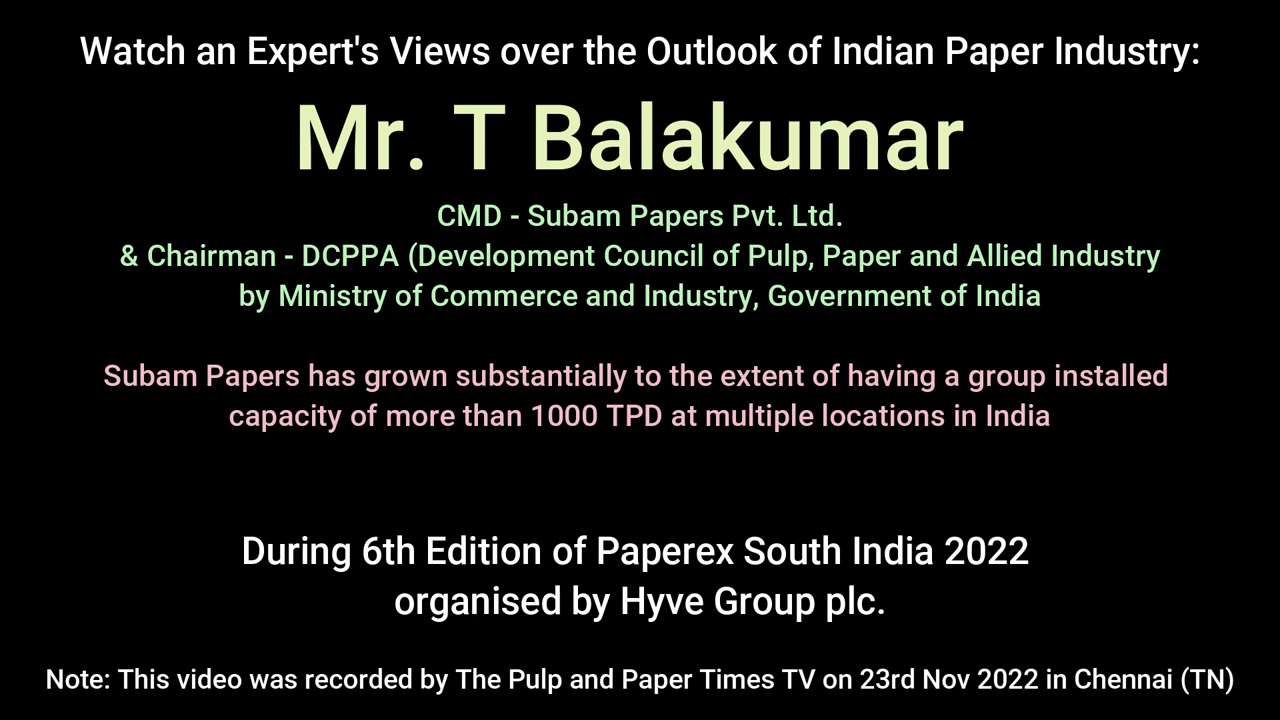 Watch an Expert's Views over the Outlook of Indian Paper Industry:
Mr. T Balakumar
CMD - Subam Papers Pvt. Ltd.
& Chairman - DCPPA (Development Council of Pulp, Paper and Allied Industry
by Ministry of Commerce and Industry, Government of India
Subam Papers has grown substantially to the extent of having a group installed
capacity of more than 1000 TPD at multiple locations in India
During 6th Edition of Paperex South India 2022
organised by Hyve Group plc.
Note: This video was recorded by The Pulp and Paper Times TV on 23rd Nov 2022 in Chennai (TN)